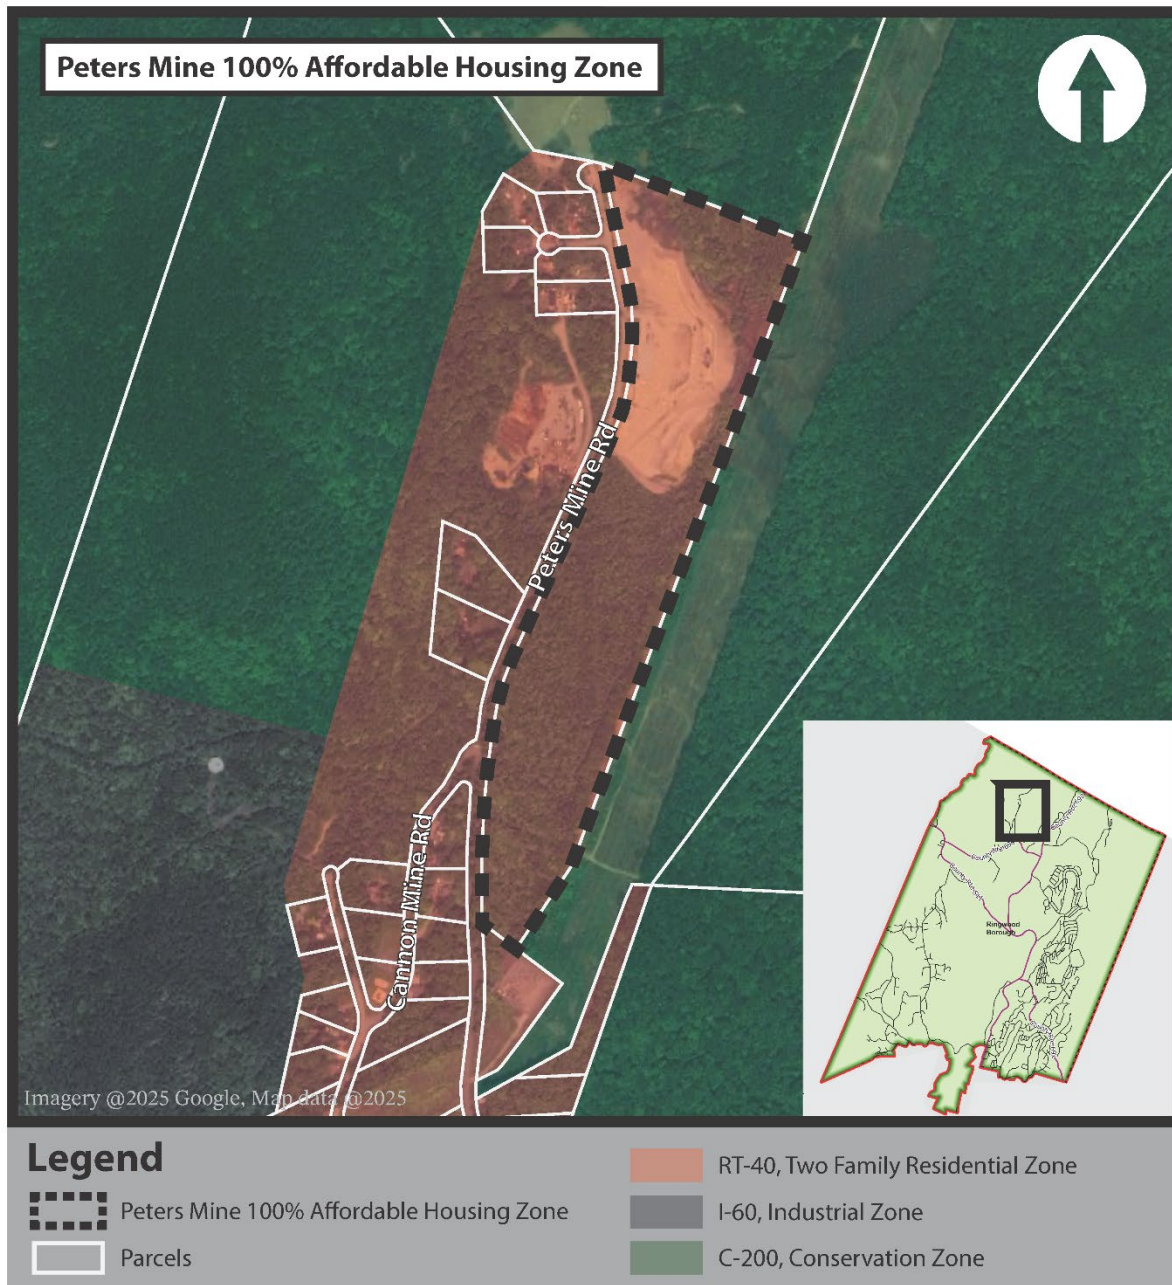 Peters Mine 100% Affordable Housing Zone
Peters Mine Rd
Cannon Mine Rd
Ringwood
Borough
Imagery @2025 Google, Map data @2025
Legend
Peters Mine 100% Affordable Housing Zone
Parcels
RT-40, Two Family Residential Zone
I-60, Industrial Zone
C-200, Conservation Zone